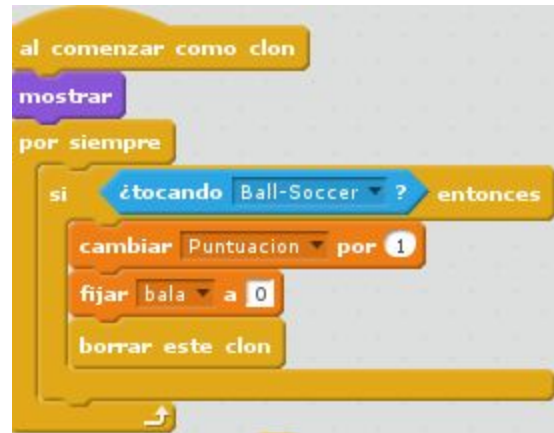 al comenzar como clon
mostrar
por siempre
si ¿tocando Ball-Soccer ? entonces
cambiar Puntuacion por 1
fijar bala a 0
borrar este clon